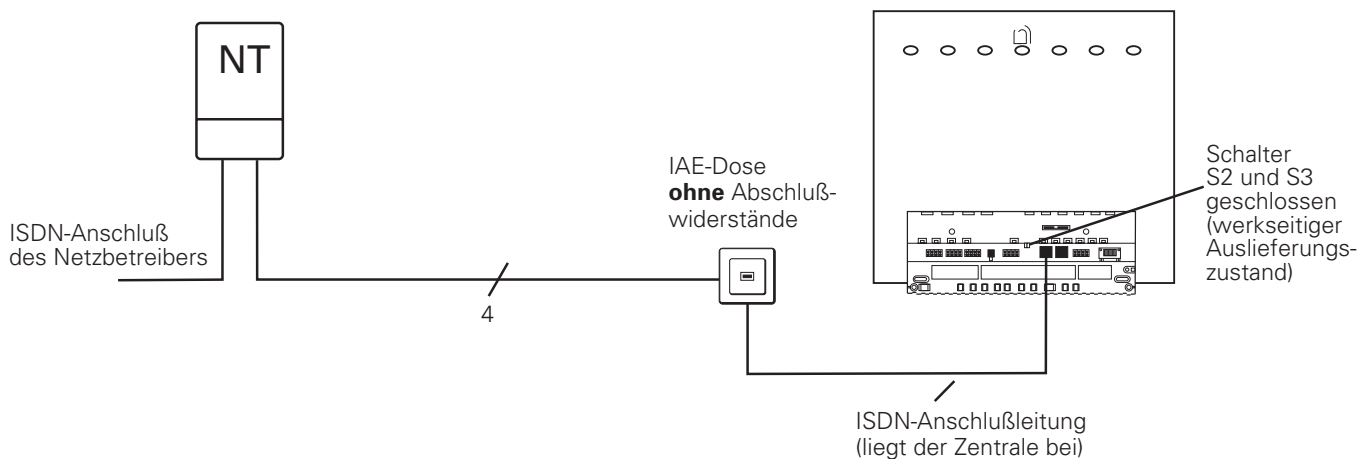 NT
ISDN-Anschluß
des Netzbetreibers
4
IAE-Dose
ohne Abschluß-
widerstände
Schalter
S2 und S3
geschlossen
(werkseitiger
Auslieferungs-
zustand)
ISDN-Anschlußleitung
(liegt der Zentrale bei)